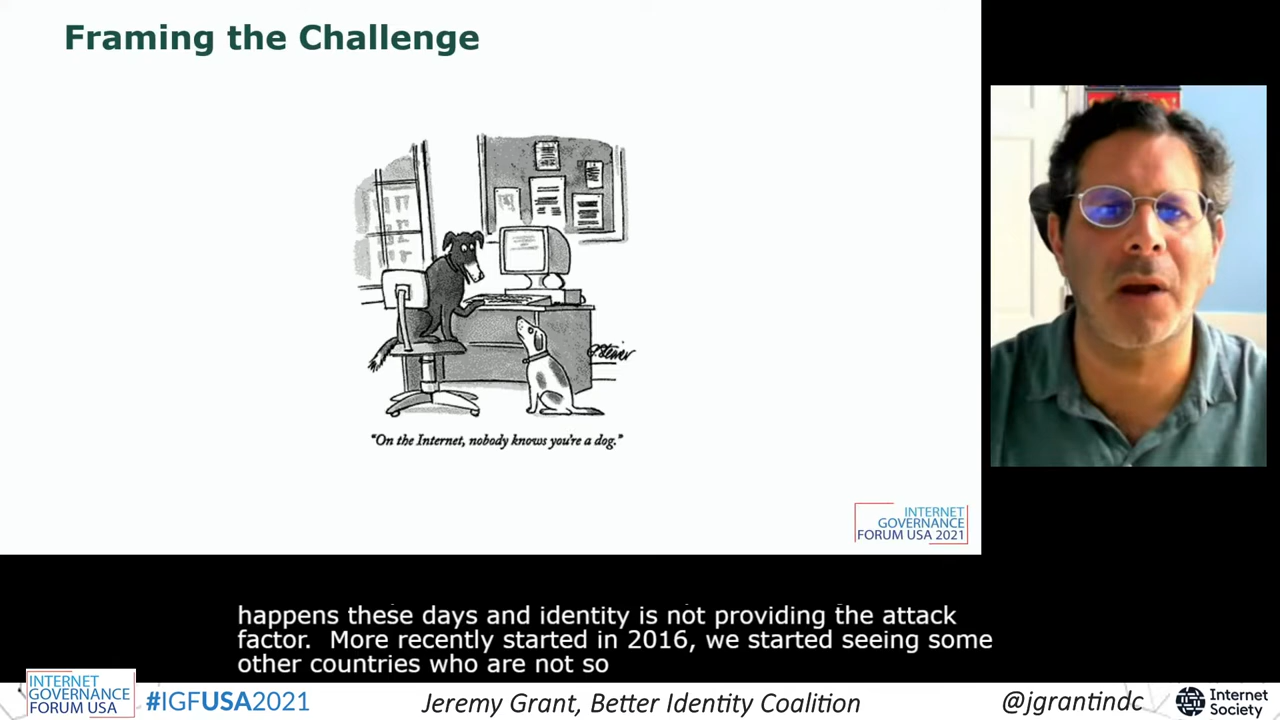 Framing the Challenge
P. Steiner
"On the Internet, nobody knows you're a dog."
INTERNET
GOVERNANCE
FORUM USA 2021
happens these days and identity is not providing the attack
factor.  More recently started in 2016, we started seeing some
other countries who are not so
INTERNET
GOVERNANCE
FORUM USA
#IGFUSA2021
Jeremy Grant, Better Identity Coalition
@jgrantindc
Internet
Society